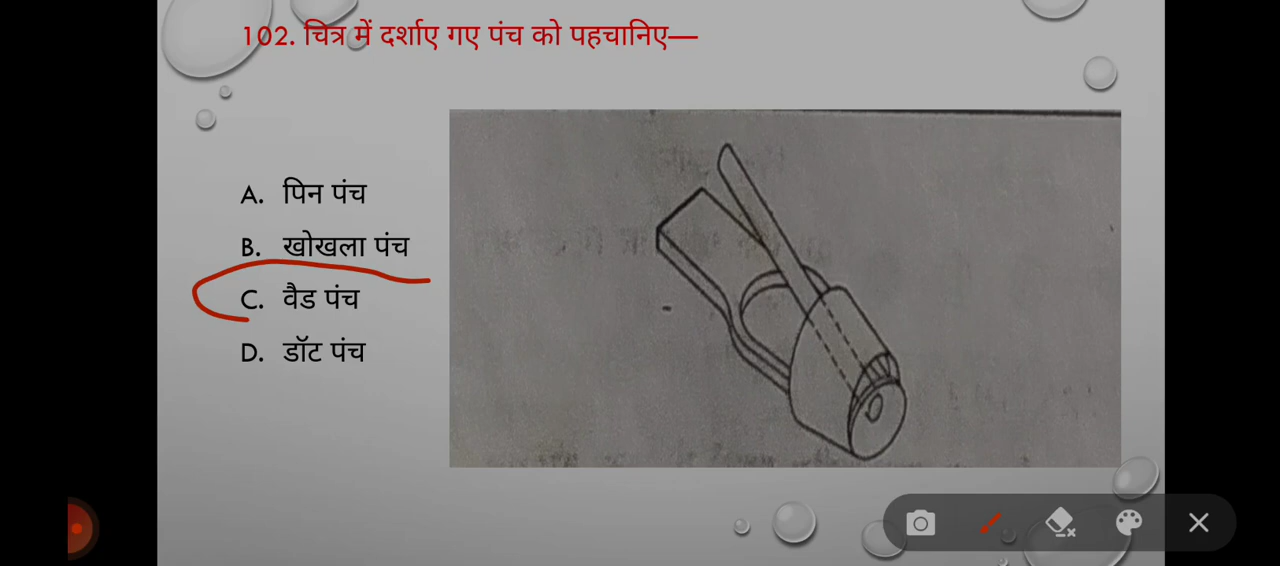 102. चित्र में दर्शाए गए पंच को पहचानिए—
A. पिन पंच
B. खोखला पंच
C. वैड पंच
D. डॉट पंच